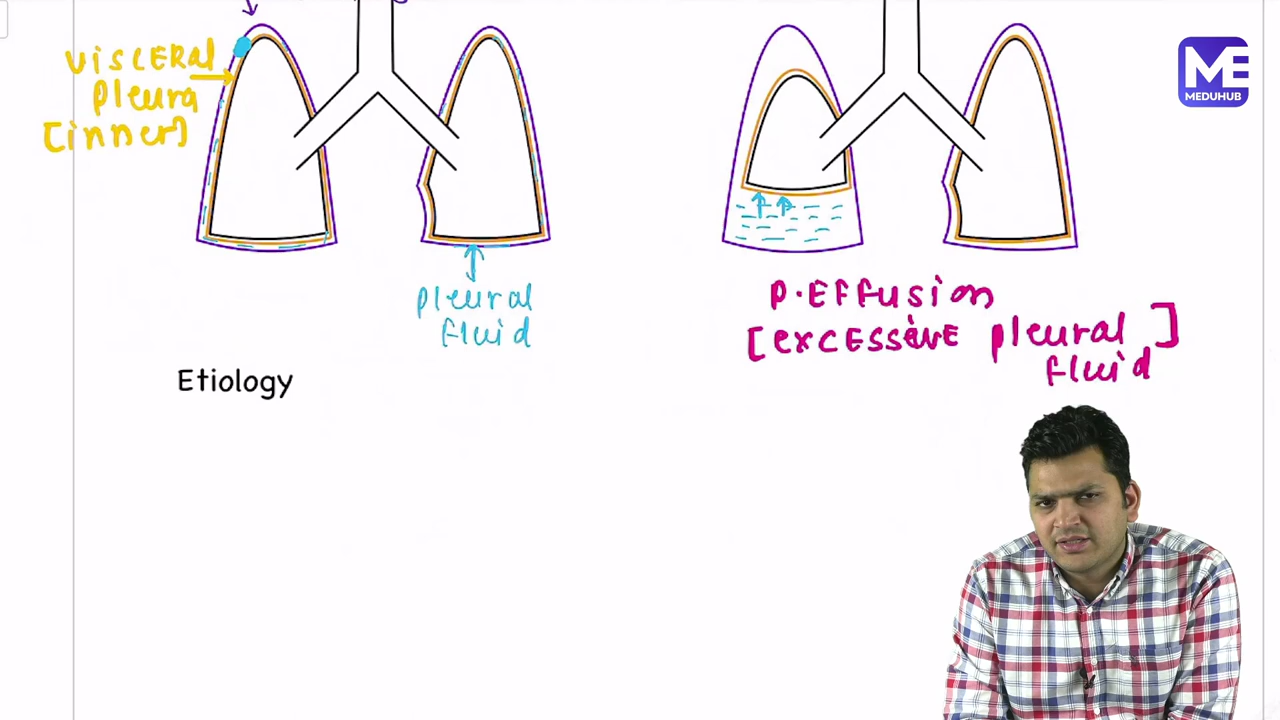 VISCERAL
pleura
[inner]
pleural
fluid
P.Effusion
[excessive pleural]
fluid
Etiology
ME
MEDUHUB